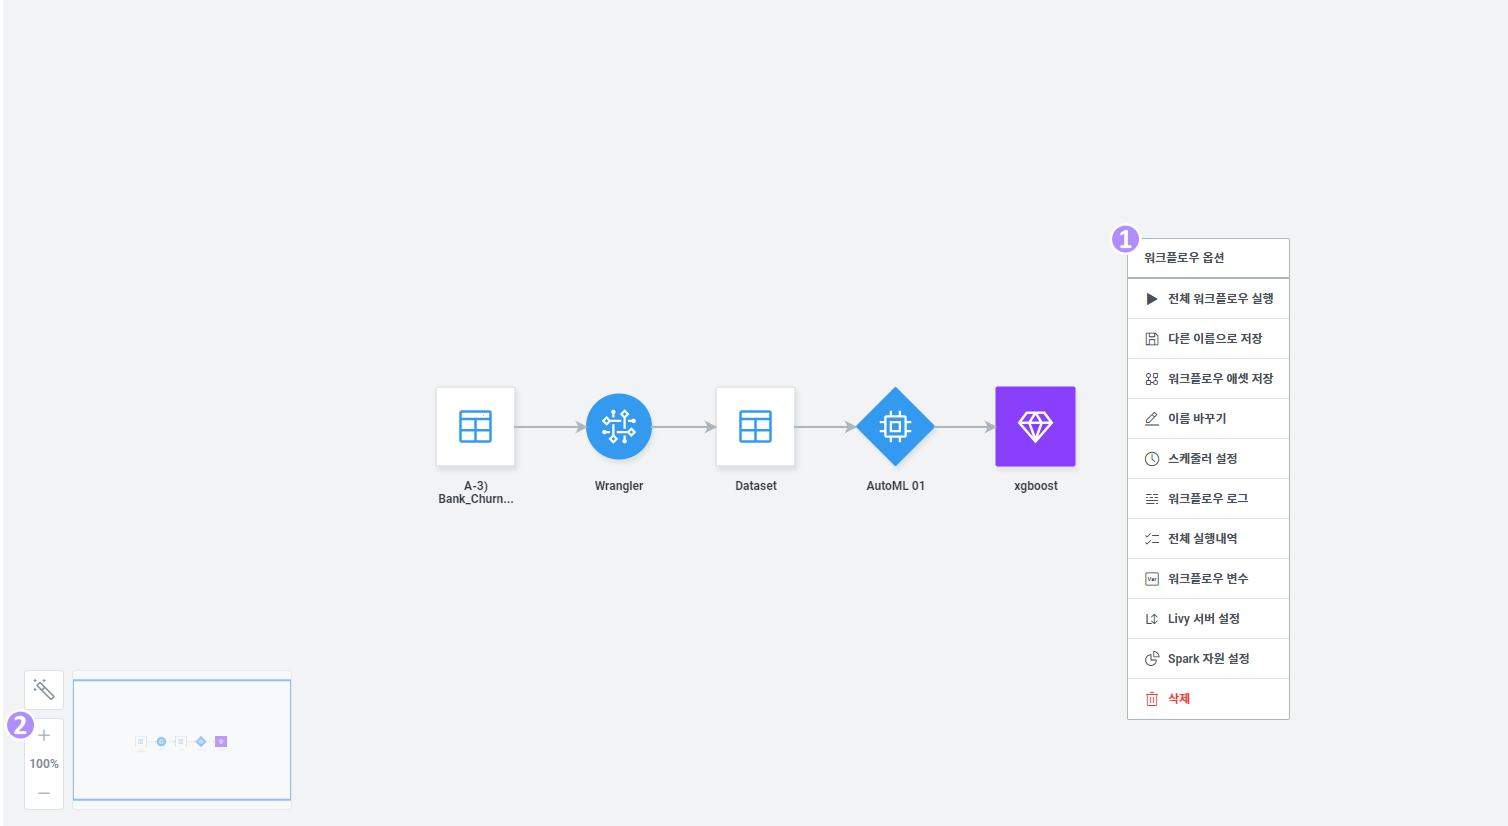 1
워크플로우 옵션
전체 워크플로우 실행
다른 이름으로 저장
워크플로우 애셋 저장
이름 바꾸기
스케줄러 설정
워크플로우 로그
전체 실행내역
Var
워크플로우 변수
Livy 서버 설정
Spark 자원 설정
삭제
A-3)
Bank_Churn...
Wrangler
Dataset
AutoML 01
xgboost
2
+
100%
—